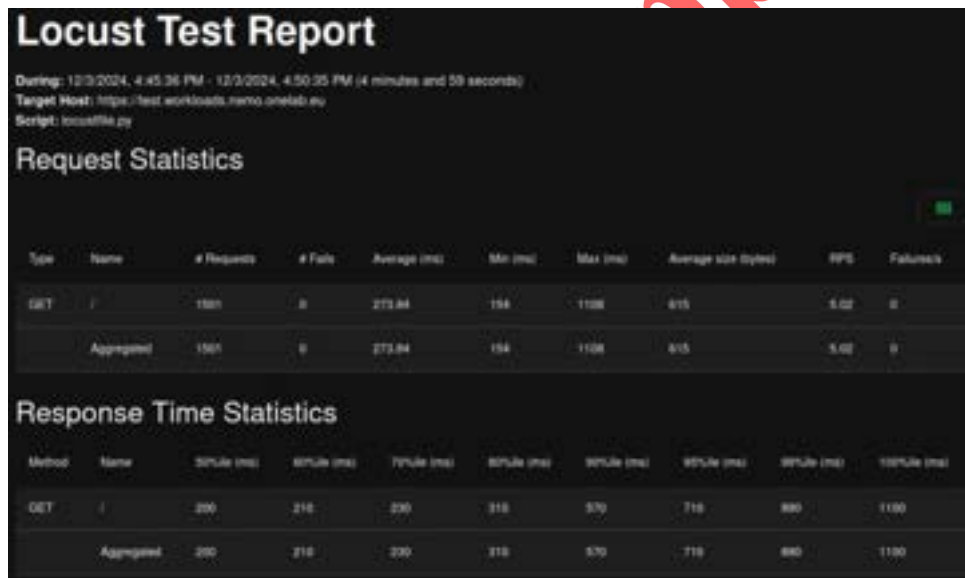 Locust Test Report
During: 12/3/2024, 4:45:36 PM - 12/3/2024, 4:50:35 PM (4 minutes and 59 seconds)
Target Host: https://test.workloads.nemo.onelab.eu
Script: locustfile.py
Request Statistics
Type Name # Requests # Fails Average (ms) Min (ms) Max (ms) Average size (bytes) RPS Failures/s
GET / 1501 0 273.84 194 1108 615 5.02 0
Aggregated 1501 0 273.84 194 1108 615 5.02 0
Response Time Statistics
Method Name 50%ile (ms) 60%ile (ms) 70%ile (ms) 80%ile (ms) 90%ile (ms) 95%ile (ms) 99%ile (ms) 100%ile (ms)
GET / 200 210 230 310 570 710 1100
Aggregated 200 210 230 310 570 710 1100